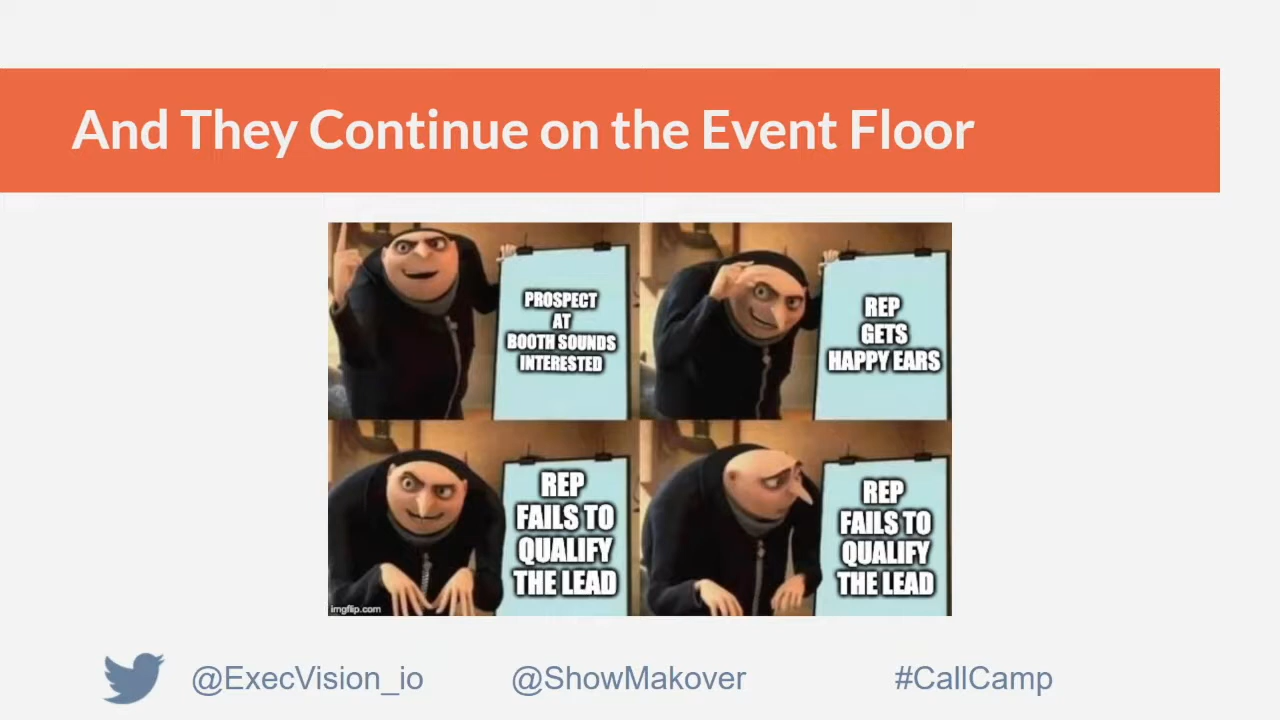 And They Continue on the Event Floor
PROSPECT
AT
BOOTH SOUNDS
INTERESTED
REP
GETS
HAPPY EARS
REP
FAILS TO
QUALIFY
THE LEAD
REP
FAILS TO
QUALIFY
THE LEAD
imgflip.com
@ExecVision_io @ShowMakover #CallCamp